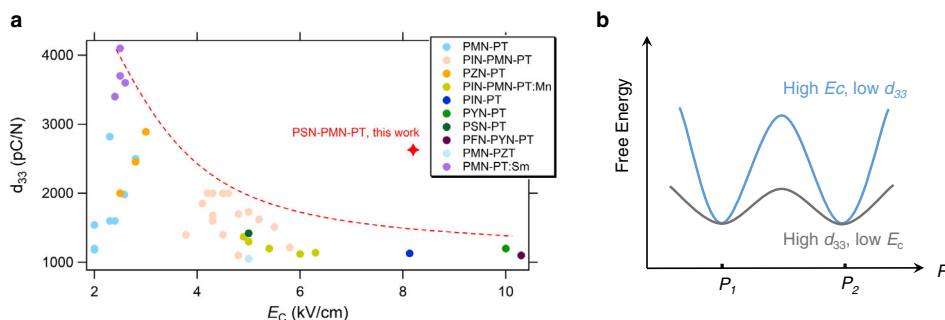 a
4000
3000
2000
1000
d33 (pC/N)
2
4
6
8
10
EC (kV/cm)
PSN-PMN-PT, this work
PMN-PT
PIN-PMN-PT
PZN-PT
PIN-PMN-PT:Mn
PIN-PT
PYN-PT
PSN-PT
PFN-PYN-PT
PMN-PZT
PMN-PT:Sm
b
Free Energy
High Ec, low d33
High d33, low Ec
P1
P2
P